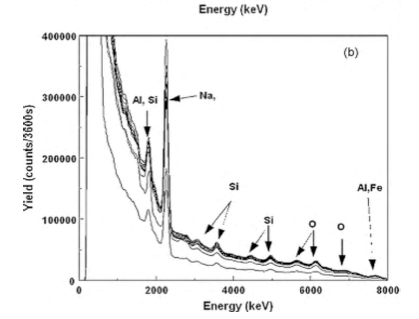 Energy (keV)
400000
(b)
300000
Al, Si
Na,
200000
Si
Al,Fe
100000
Si
O
O
0
0 2000 4000 6000 8000
Energy (keV)
Yield (counts/3600s)